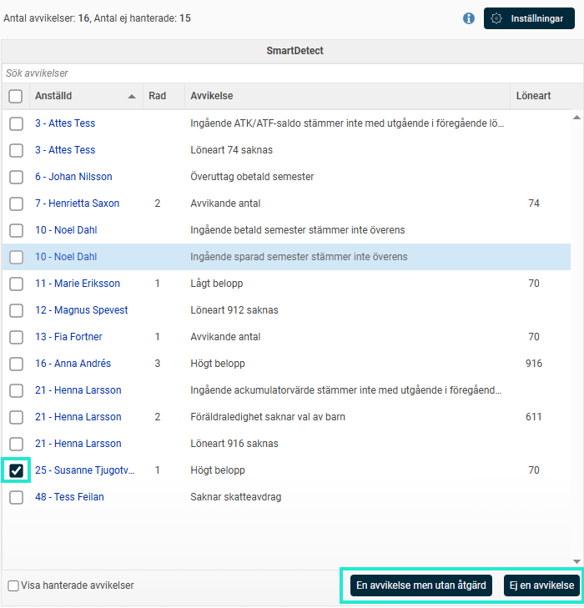 Antal avvikelser: 16, Antal ej hanterade: 15
Inställningar
SmartDetect
Sök avvikelser
Anställd Rad Avvikelse Löneart
3 - Attes Tess Ingående ATK/ATF-saldo stämmer inte med utgående i föregående lö...
3 - Attes Tess Löneart 74 saknas
6 - Johan Nilsson Överuttag obetald semester
7 - Henrietta Saxon 2 Avvikande antal 74
10 - Noel Dahl Ingående betald semester stämmer inte överens
10 - Noel Dahl Ingående sparad semester stämmer inte överens
11 - Marie Eriksson 1 Lågt belopp 70
12 - Magnus Spevest Löneart 912 saknas
13 - Fia Fortner 1 Avvikande antal 70
16 - Anna Andrés 3 Högt belopp 916
21 - Henna Larsson Ingående ackumulatorvärde stämmer inte med utgående i föregåend...
21 - Henna Larsson 2 Föräldraledighet saknar val av barn 611
21 - Henna Larsson Löneart 916 saknas
25 - Susanne Tjugotv... 1 Högt belopp 70
48 - Tess Feilan Saknar skatteavdrag
Visa hanterade avvikelser En avvikelse men utan åtgärd Ej en avvikelse